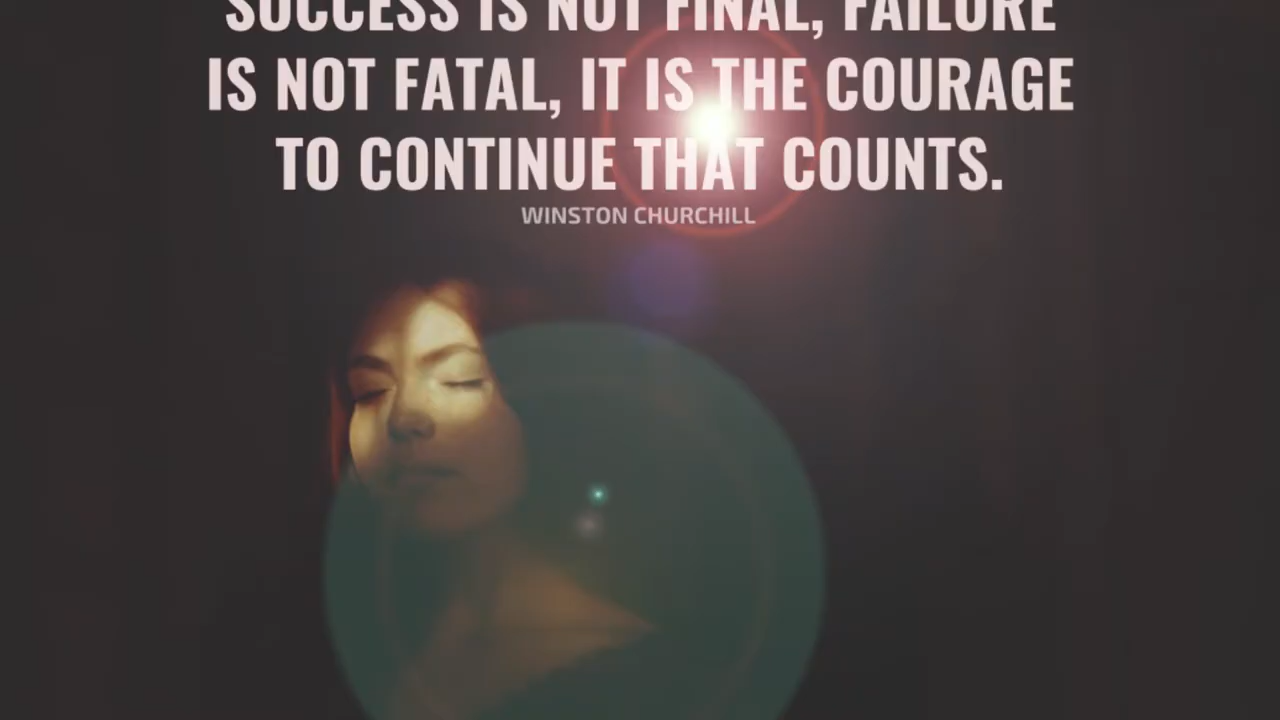 SUCCESS IS NOT FINAL, FAILURE
IS NOT FATAL, IT IS THE COURAGE
TO CONTINUE THAT COUNTS.
WINSTON CHURCHILL